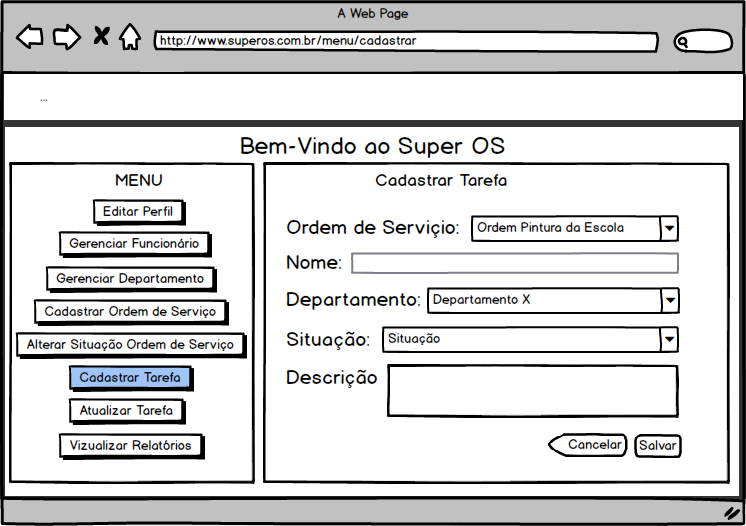 A Web Page
http://www.superos.com.br/menu/cadastrar
...
Bem-Vindo ao Super OS
MENU
Editar Perfil
Gerenciar Funcionário
Gerenciar Departamento
Cadastrar Ordem de Serviço
Alterar Situação Ordem de Serviço
Cadastrar Tarefa
Atualizar Tarefa
Vizualizar Relatórios
Cadastrar Tarefa
Ordem de Serviçio: Ordem Pintura da Escola
Nome:
Departamento: Departamento X
Situação: Situação
Descrição
Cancelar Salvar